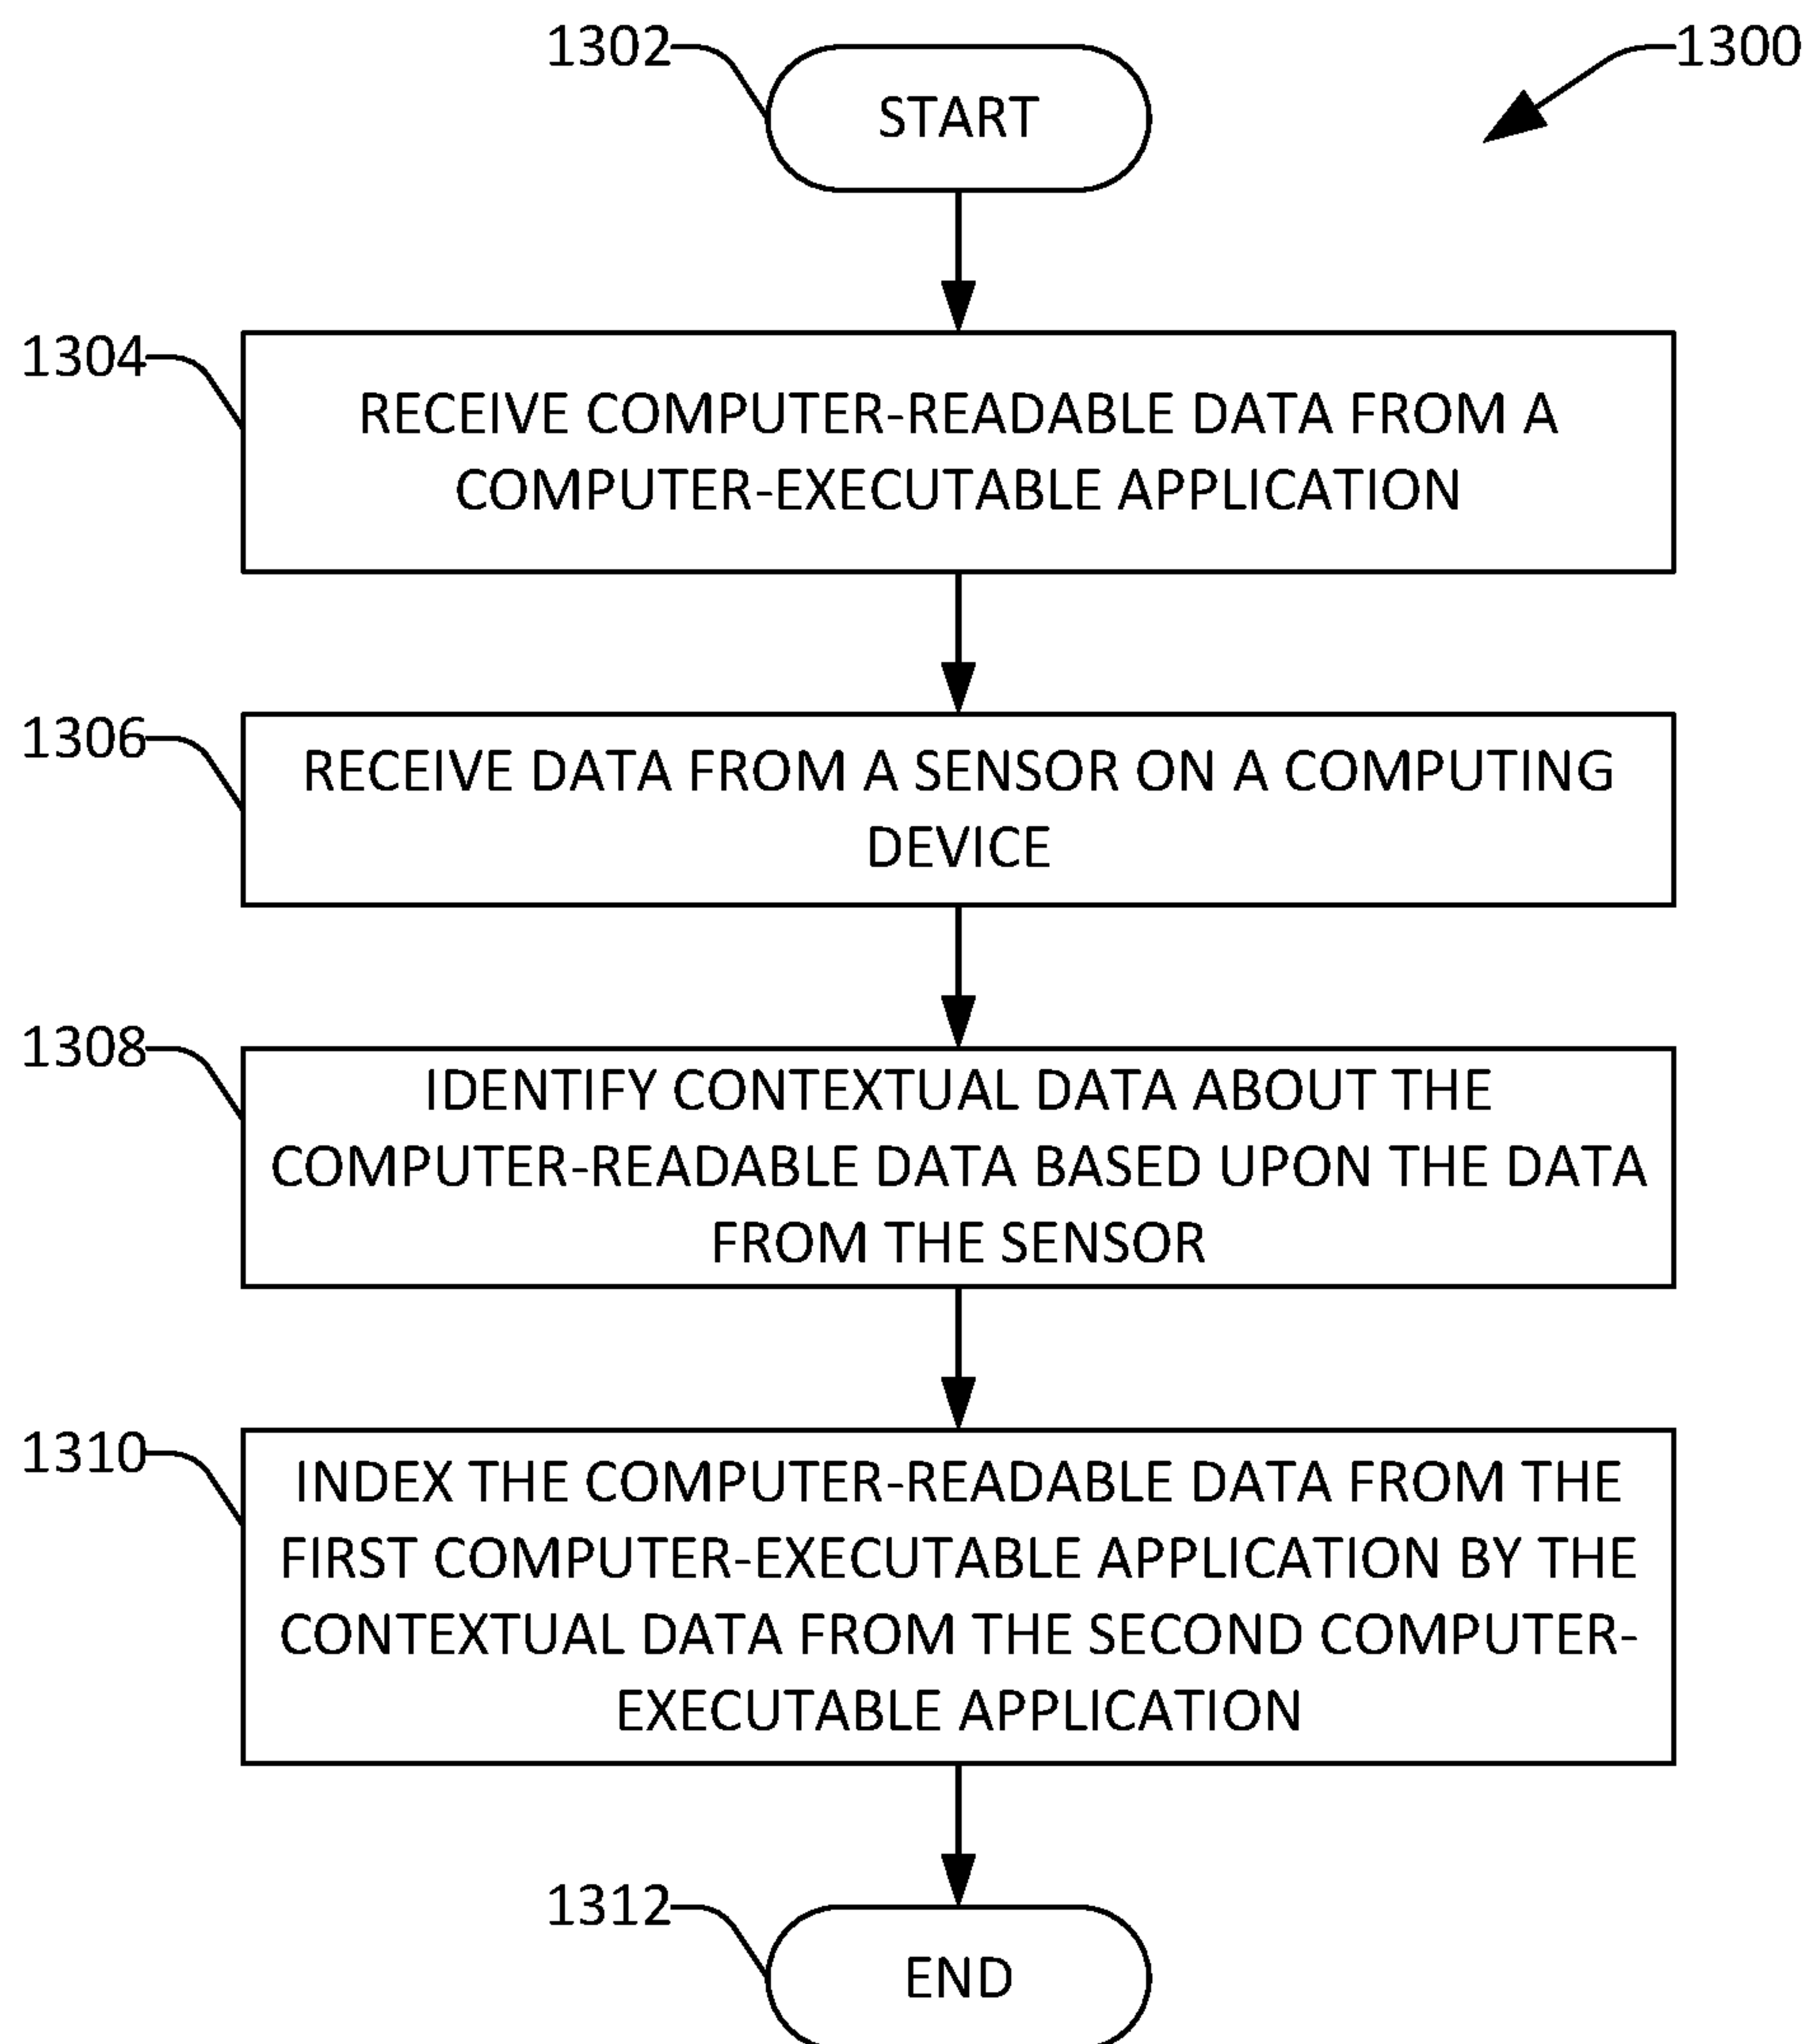 1302
START
1300
1304
RECEIVE COMPUTER-READABLE DATA FROM A
COMPUTER-EXECUTABLE APPLICATION
1306
RECEIVE DATA FROM A SENSOR ON A COMPUTING
DEVICE
1308
IDENTIFY CONTEXTUAL DATA ABOUT THE
COMPUTER-READABLE DATA BASED UPON THE DATA
FROM THE SENSOR
1310
INDEX THE COMPUTER-READABLE DATA FROM THE
FIRST COMPUTER-EXECUTABLE APPLICATION BY THE
CONTEXTUAL DATA FROM THE SECOND COMPUTER-
EXECUTABLE APPLICATION
1312
END